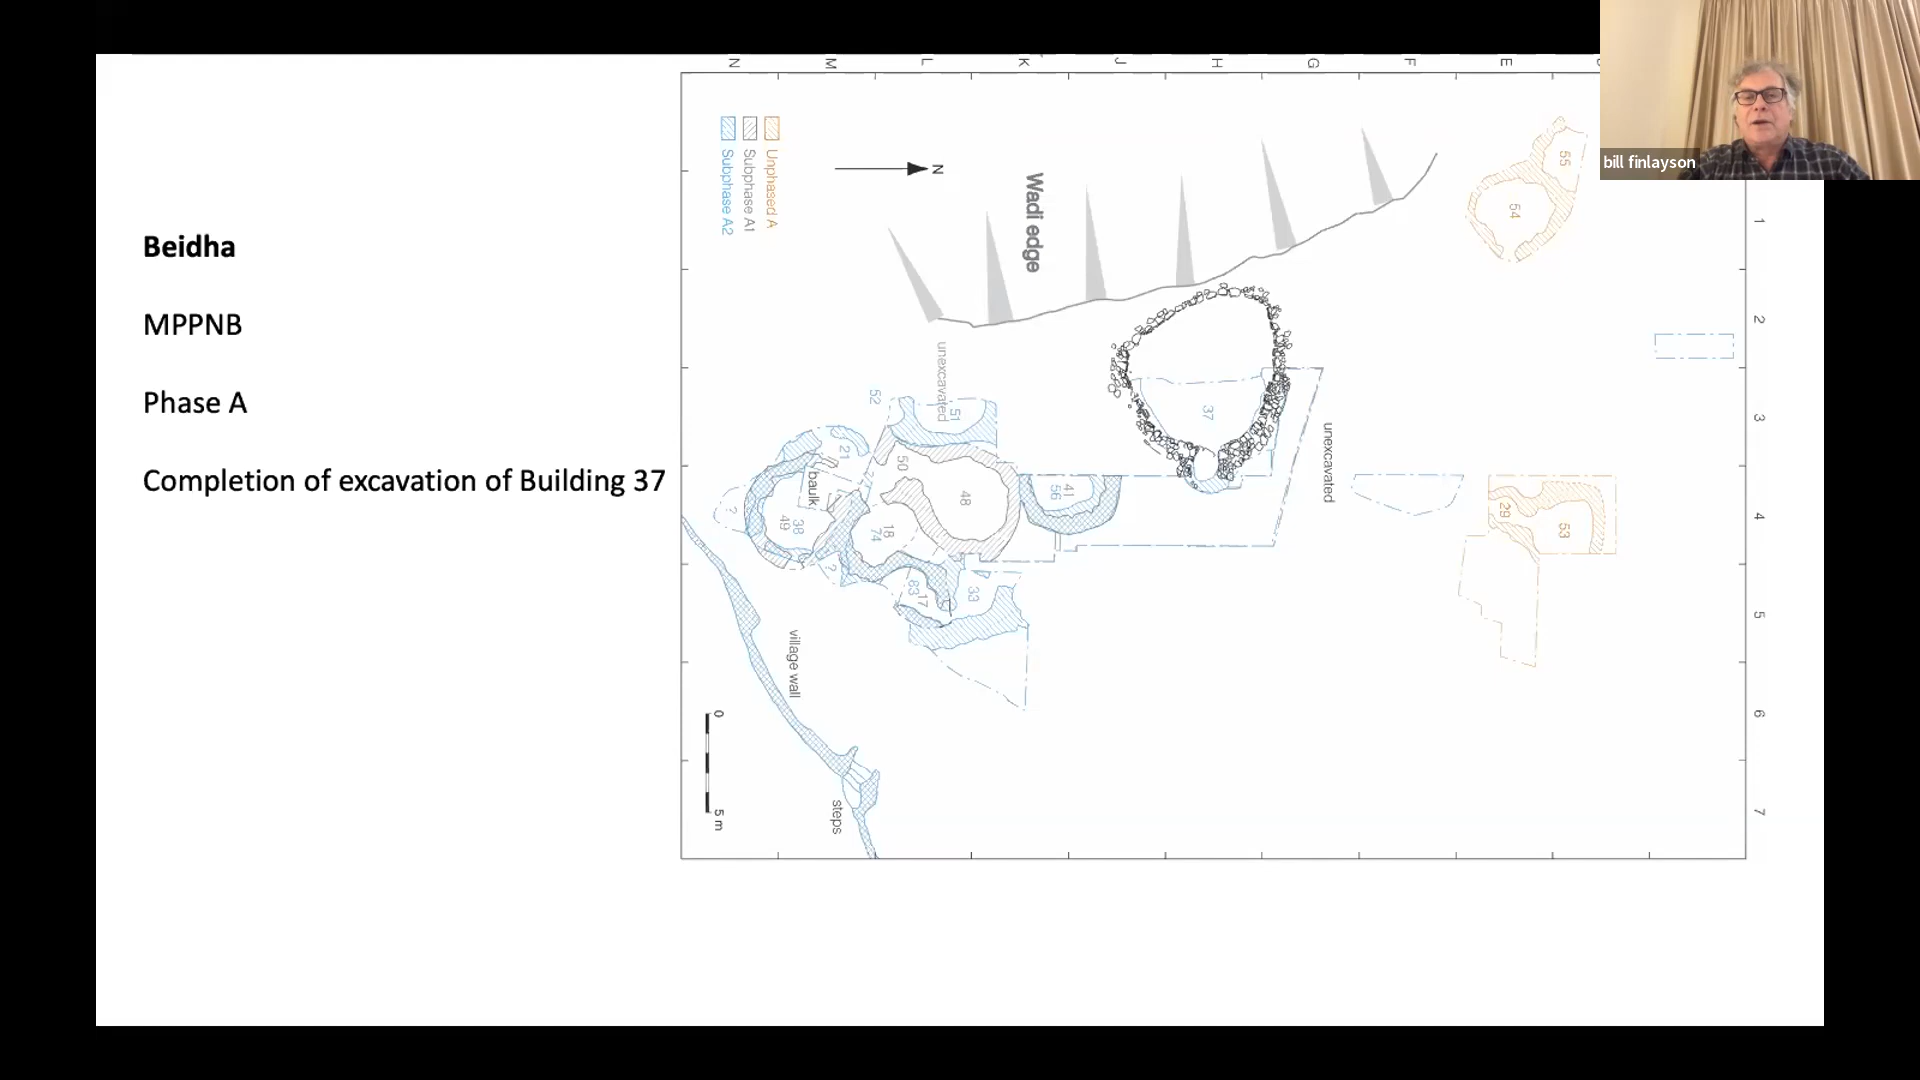 Beidha
MPPNB
Phase A
Completion of excavation of Building 37
N M L K J H G F E
1
2
3
4
5
6
7
Unphased A
Subphase A1
Subphase A2
N
Wadi edge
55
54
unexcavated
52
51
37
unexcavated
21
50
48
41
56
baulk
?
49
38
18
74
29
53
?
83
17
33
village wall
steps
0
5 m
bill finlayson